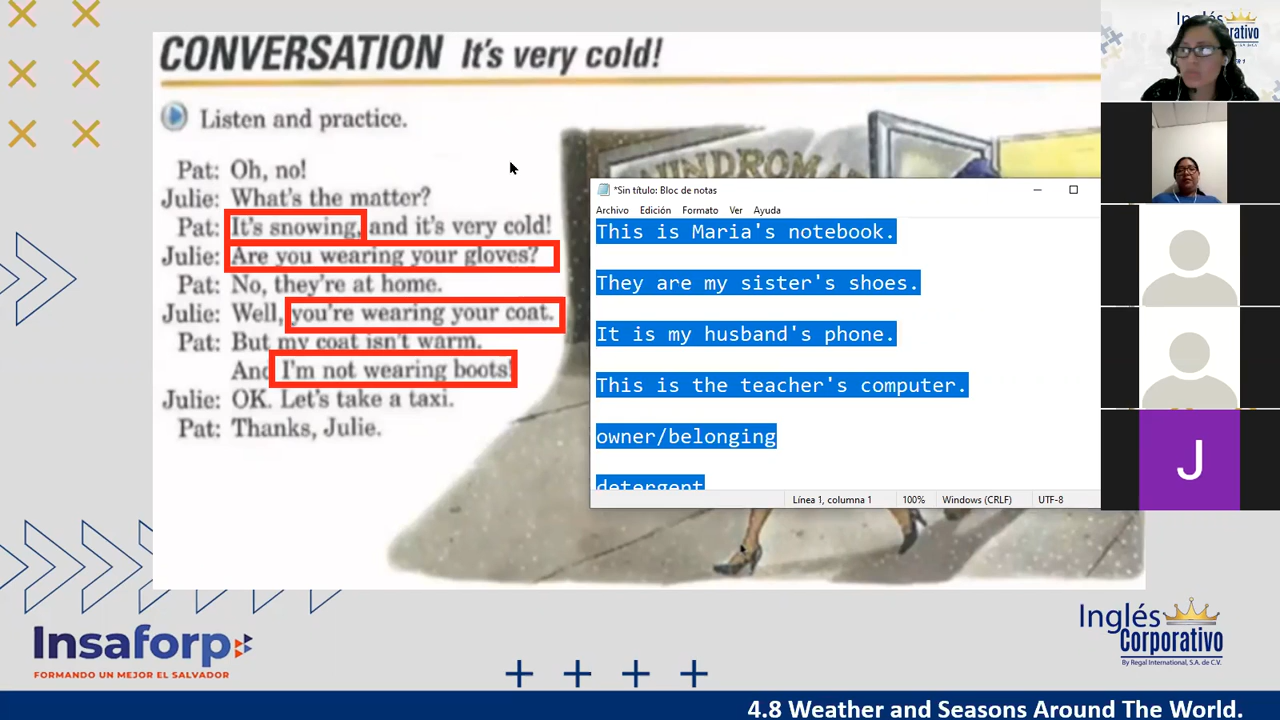 CONVERSATION It's very cold!
Listen and practice.
Pat: Oh, no!
Julie: What's the matter?
Pat: It's snowing, and it's very cold!
Julie: Are you wearing your gloves?
Pat: No, they're at home.
Julie: Well, you're wearing your coat.
Pat: But my coat isn't warm.
And I'm not wearing boots!
Julie: OK. Let's take a taxi.
Pat: Thanks, Julie.
*Sin título: Bloc de notas
Archivo Edición Formato Ver Ayuda
This is Maria's notebook.
They are my sister's shoes.
It is my husband's phone.
This is the teacher's computer.
owner/belonging
detergent
Línea 1, columna 1 100% Windows (CRLF) UTF-8
J
Insaforp
FORMANDO UN MEJOR EL SALVADOR
Inglés
Corporativo
By Regal International, S.A. de C.V.
4.8 Weather and Seasons Around The World.